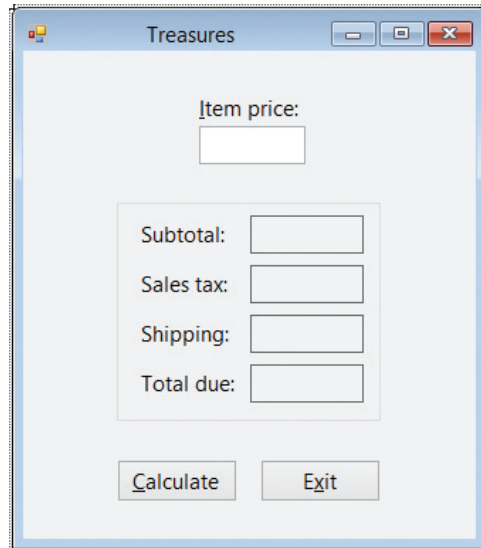 Treasures
Item price:
Subtotal:
Sales tax:
Shipping:
Total due:
Calculate Exit